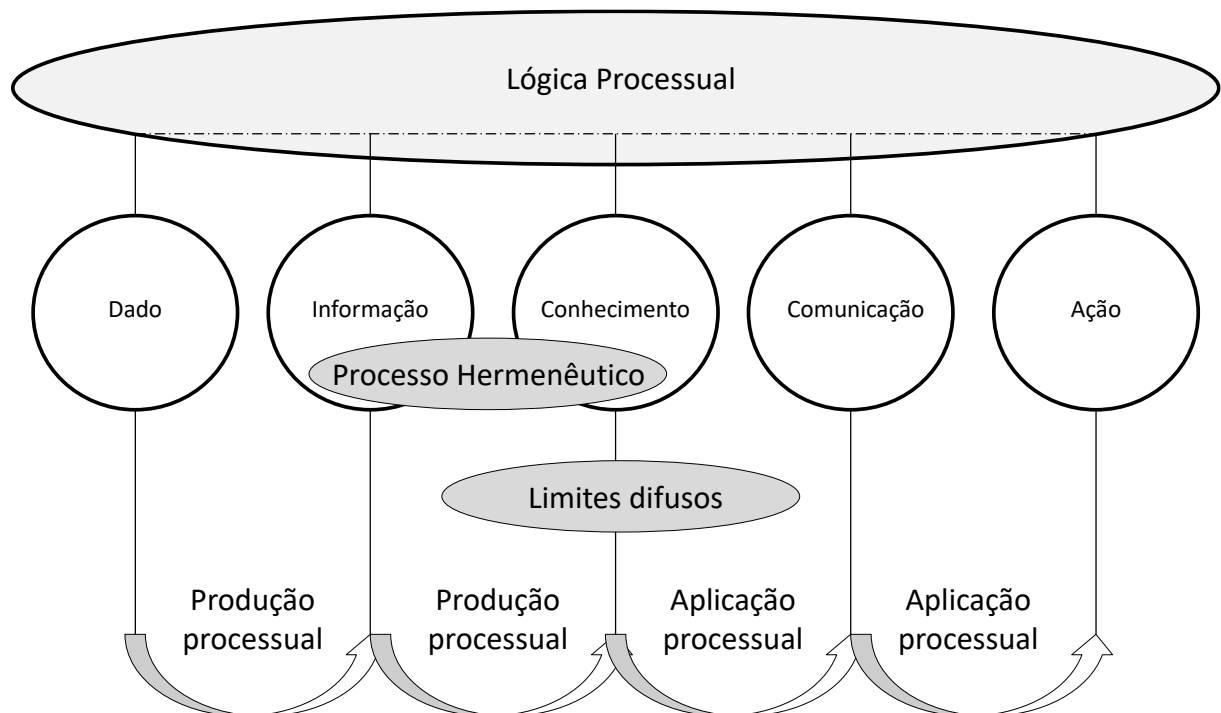 Lógica Processual
Dado
Informação
Conhecimento
Comunicação
Ação
Processo Hermenêutico
Limites difusos
Produção
processual
Produção
processual
Aplicação
processual
Aplicação
processual